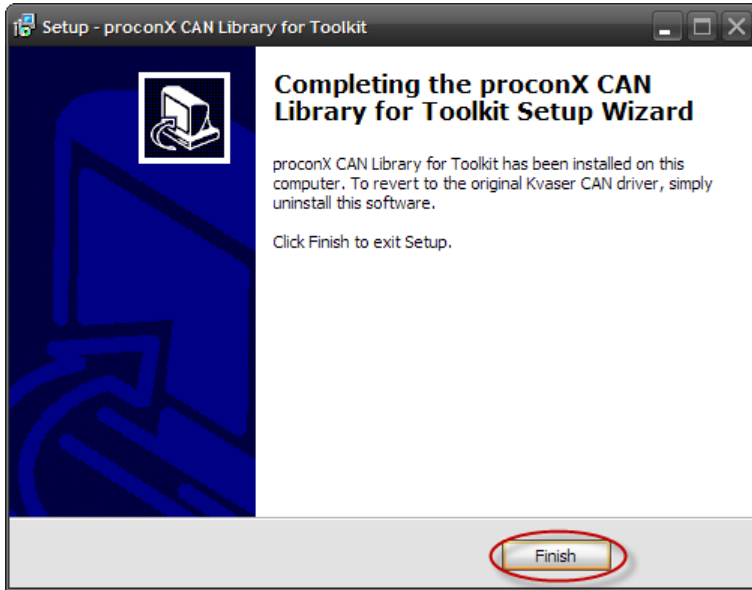 Setup - proconX CAN Library for Toolkit
Completing the proconX CAN
Library for Toolkit Setup Wizard
proconX CAN Library for Toolkit has been installed on this
computer. To revert to the original Kvaser CAN driver, simply
uninstall this software.
Click Finish to exit Setup.
Finish